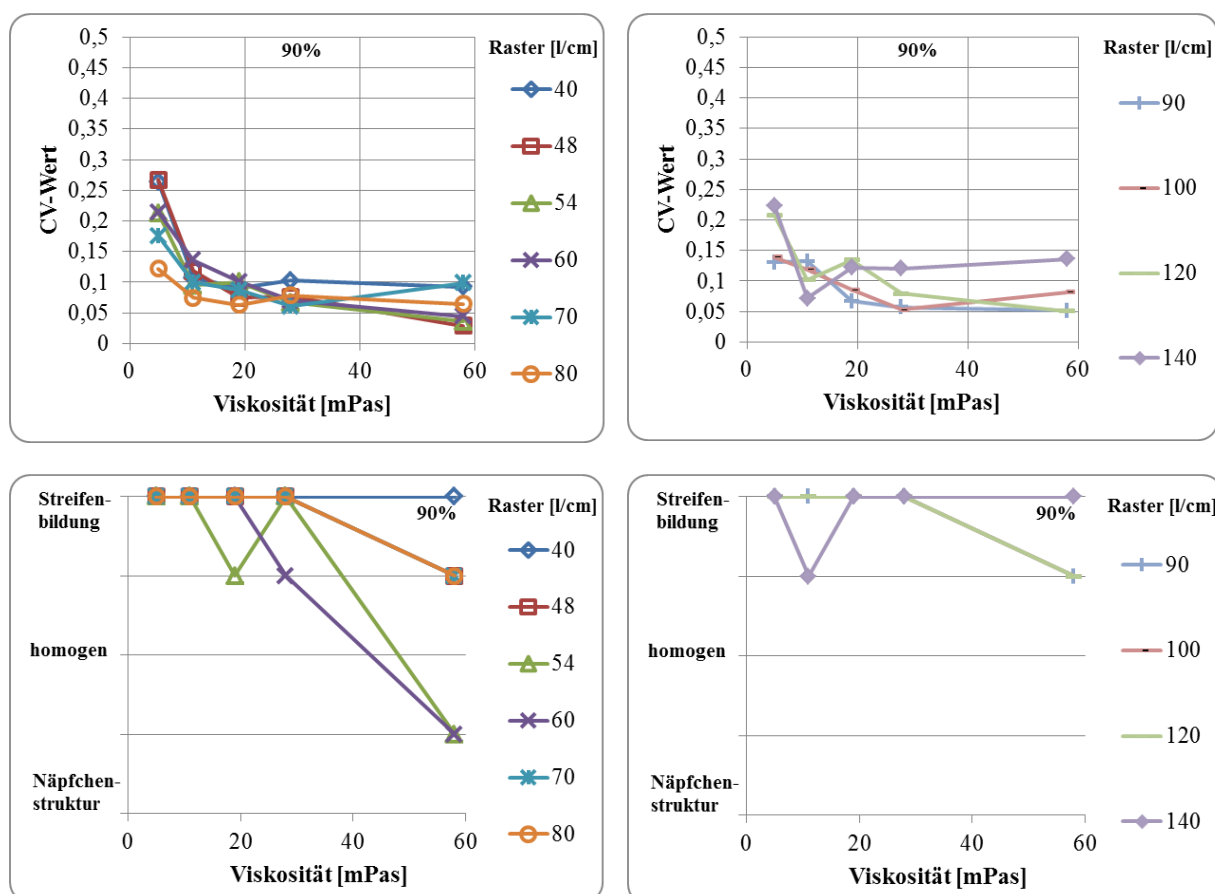 0,5
0,45
0,4
0,35
0,3
0,25
0,2
0,15
0,1
0,05
0
CV-Wert
90%
0 20 40 60
Viskosität [mPas]
Raster [l/cm]
40
48
54
60
70
80
0,5
0,45
0,4
0,35
0,3
0,25
0,2
0,15
0,1
0,05
0
CV-Wert
90%
0 20 40 60
Viskosität [mPas]
Raster [l/cm]
90
100
120
140
Streifen-
bildung
homogen
Näpfchen-
struktur
90%
0 20 40 60
Viskosität [mPas]
Raster [l/cm]
40
48
54
60
70
80
Streifen-
bildung
homogen
Näpfchen-
struktur
90%
0 20 40 60
Viskosität [mPas]
Raster [l/cm]
90
100
120
140